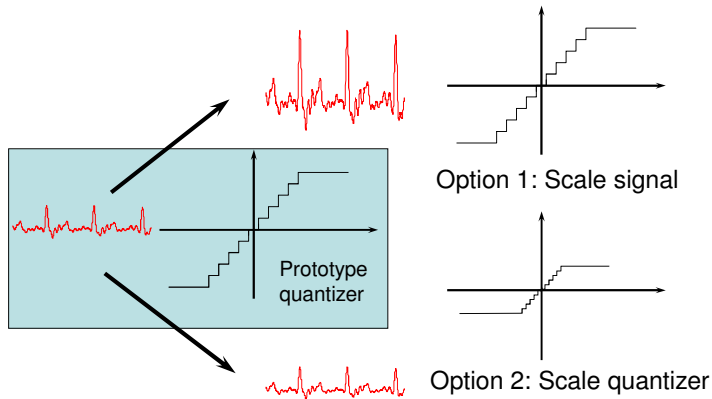 Option 1: Scale signal
Prototype
quantizer
Option 2: Scale quantizer